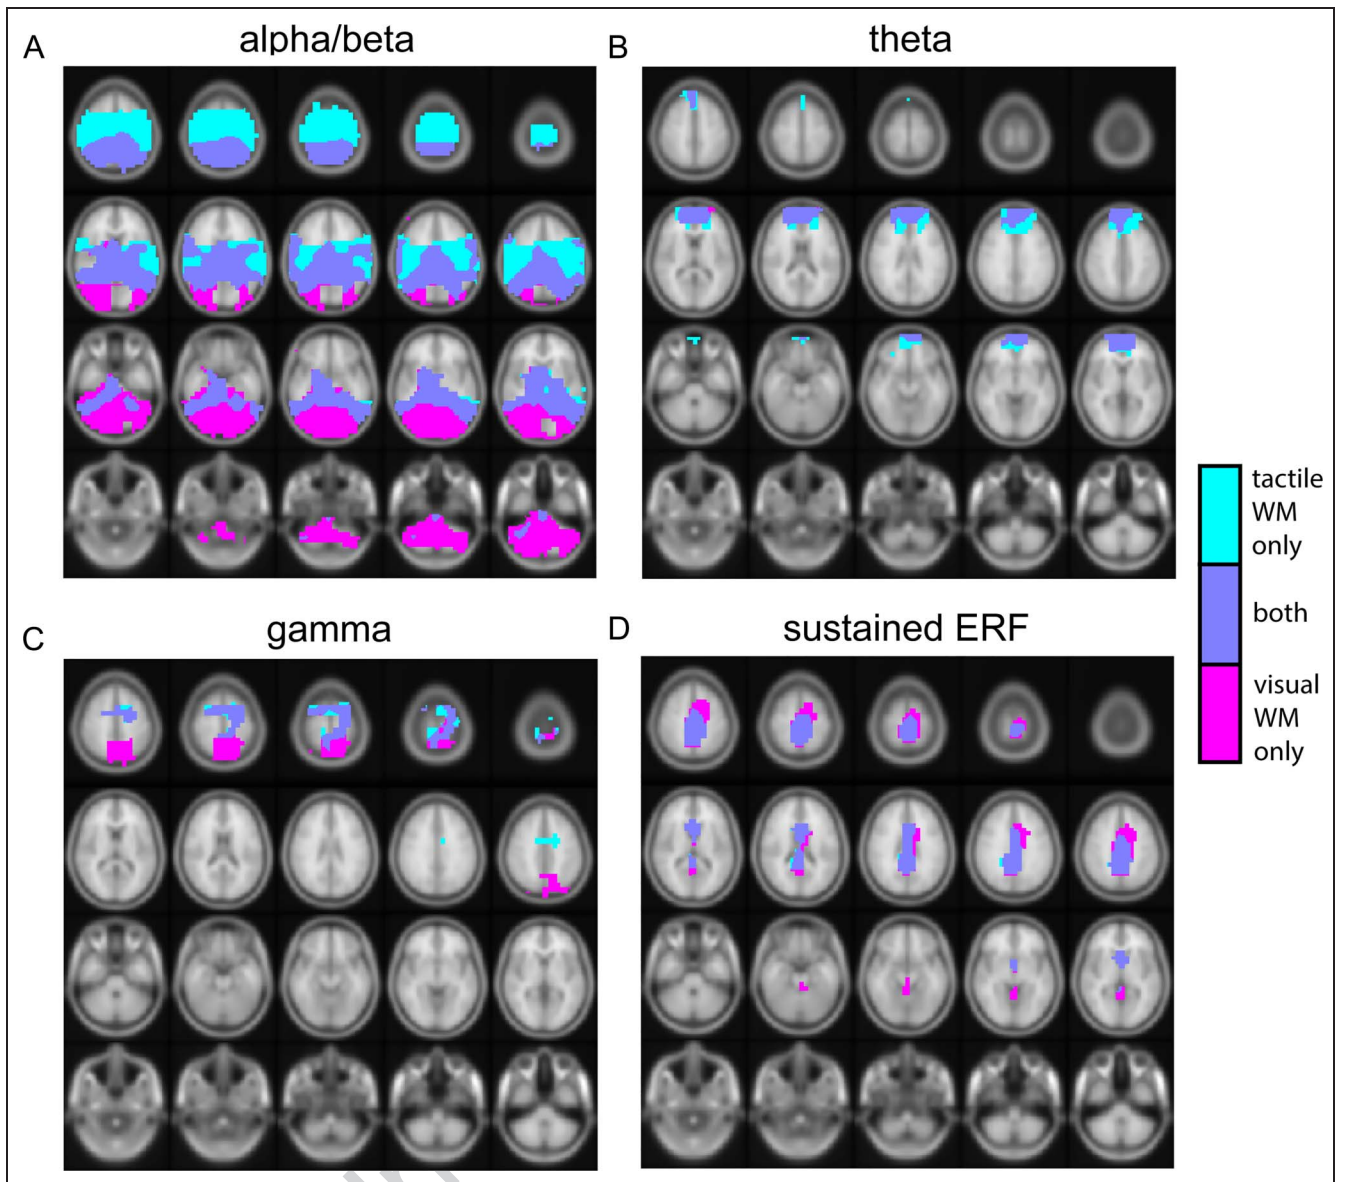 A
alpha/beta
B
theta
tactile
WM
only
both
visual
WM
only
C
gamma
D
sustained ERF